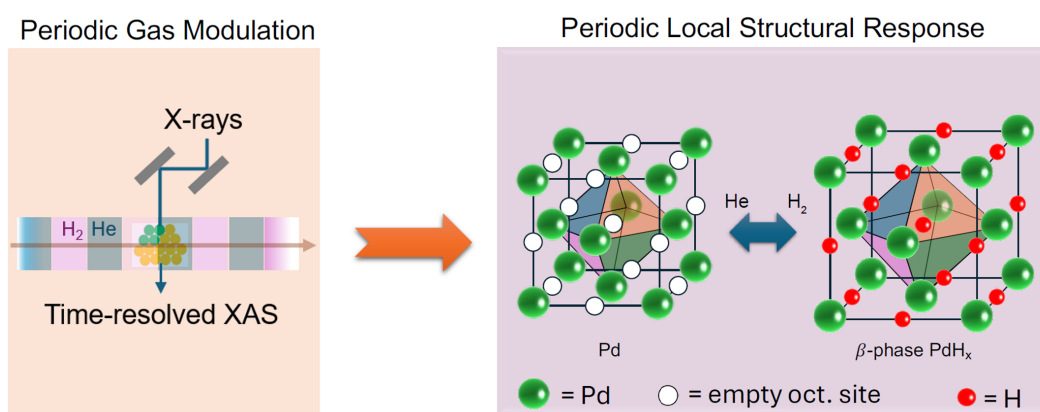 Periodic Gas Modulation
X-rays
H₂ He
Time-resolved XAS
Periodic Local Structural Response
He H₂
Pd
β-phase PdHₓ
= Pd
= empty oct. site
= H